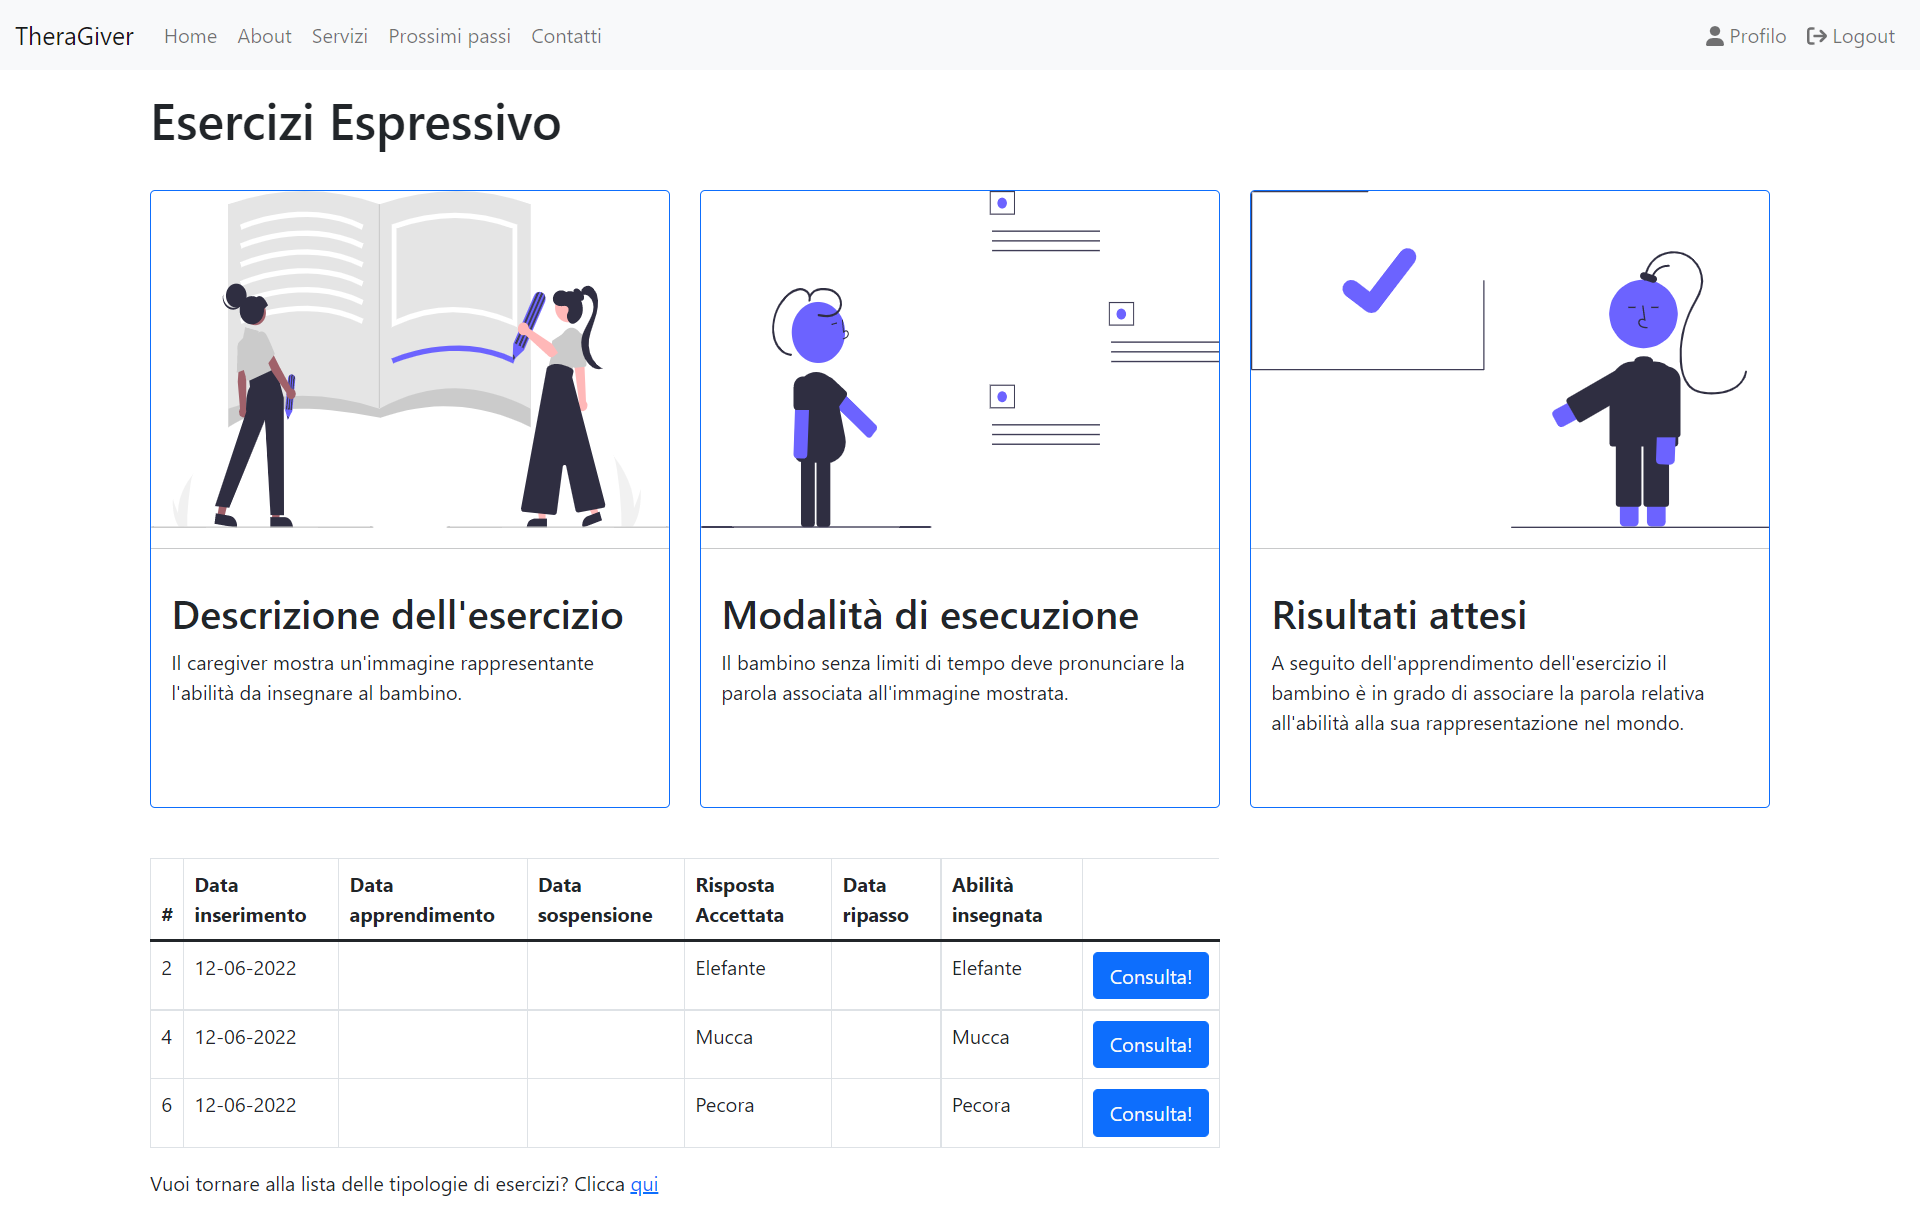 TheraGiver Home About Servizi Prossimi passi Contatti Profilo Logout
Esercizi Espressivo
Descrizione dell'esercizio
Il caregiver mostra un'immagine rappresentante
l'abilità da insegnare al bambino.
Modalità di esecuzione
Il bambino senza limiti di tempo deve pronunciare la
parola associata all'immagine mostrata.
Risultati attesi
A seguito dell'apprendimento dell'esercizio il
bambino è in grado di associare la parola relativa
all'abilità alla sua rappresentazione nel mondo.
# Data inserimento Data apprendimento Data sospensione Risposta Accettata Data ripasso Abilità insegnata
2 12-06-2022 Elefante Elefante Consulta!
4 12-06-2022 Mucca Mucca Consulta!
6 12-06-2022 Pecora Pecora Consulta!
Vuoi tornare alla lista delle tipologie di esercizi? Clicca qui